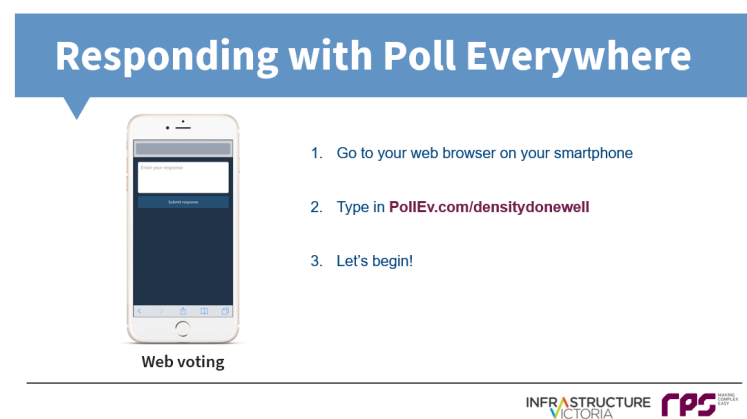 Responding with Poll Everywhere
Enter your response
Submit response
Web voting
1. Go to your web browser on your smartphone
2. Type in PollEv.com/densitydonewell
3. Let's begin!
INFRASTRUCTURE
VICTORIA
rps
MAKING
COMPLEX
EASY